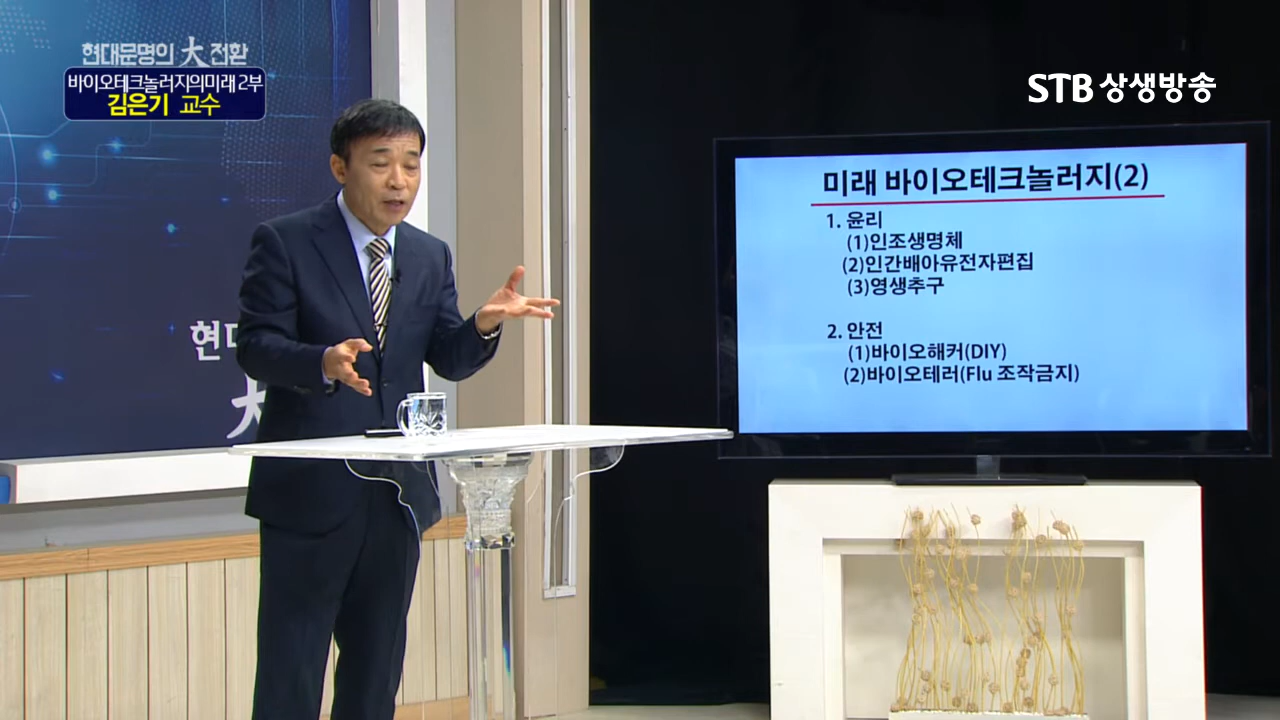 현대문명의 大 전환
바이오테크놀러지의미래 2부
김은기 교수
STB 상생방송
현대
大
미래 바이오테크놀러지(2)
1. 윤리
(1)인조생명체
(2)인간배아유전자편집
(3)영생추구
2. 안전
(1)바이오해커(DIY)
(2)바이오테러(Flu 조작금지)